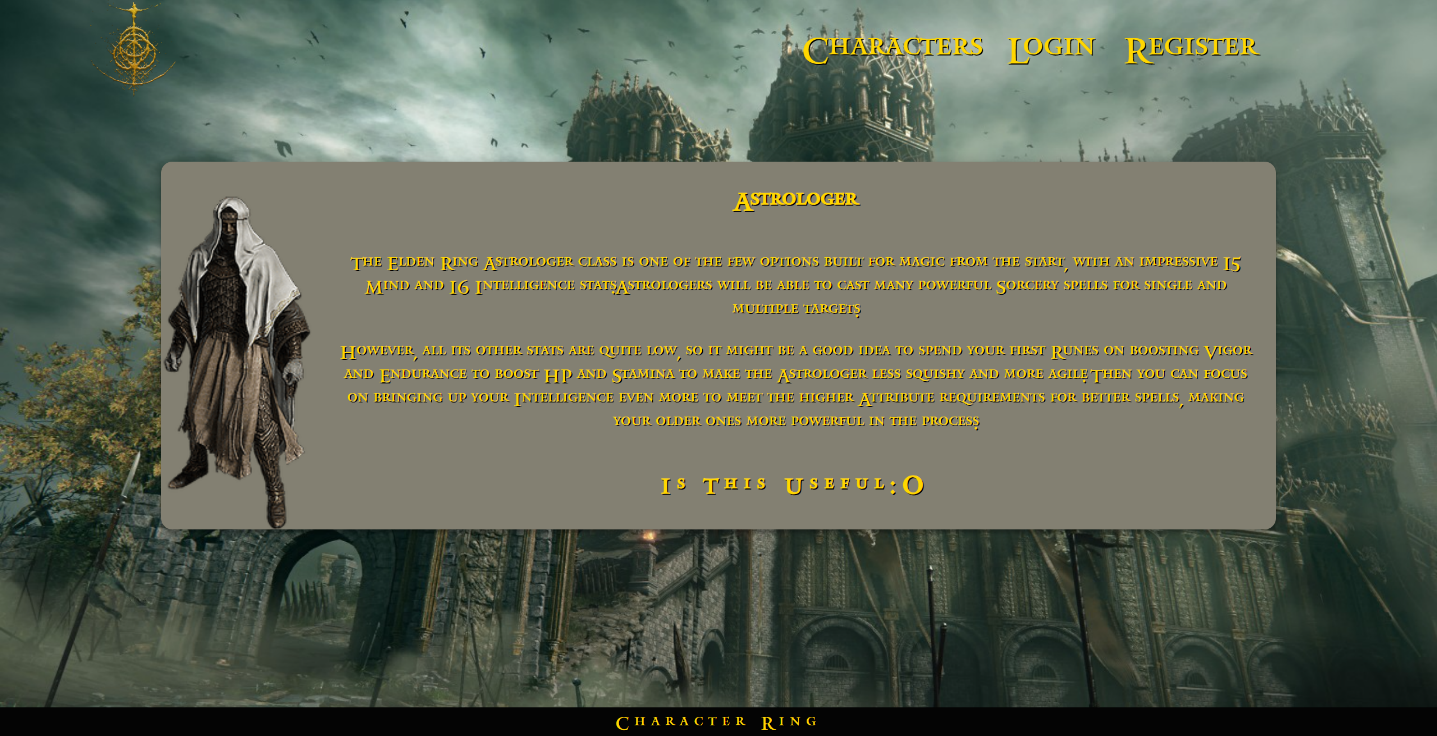 Characters Login Register
Astrologer
The Elden Ring Astrologer class is one of the few options built for magic from the start, with an impressive 15
Mind and 16 Intelligence stats.Astrologers will be able to cast many powerful Sorcery spells for single and
multiple targets.
However, all its other stats are quite low, so it might be a good idea to spend your first Runes on boosting Vigor
and Endurance to boost HP and Stamina to make the Astrologer less squishy and more agile.Then you can focus
on bringing up your Intelligence even more to meet the higher Attribute requirements for better spells, making
your older ones more powerful in the process.
Is This Useful:0
Character Ring